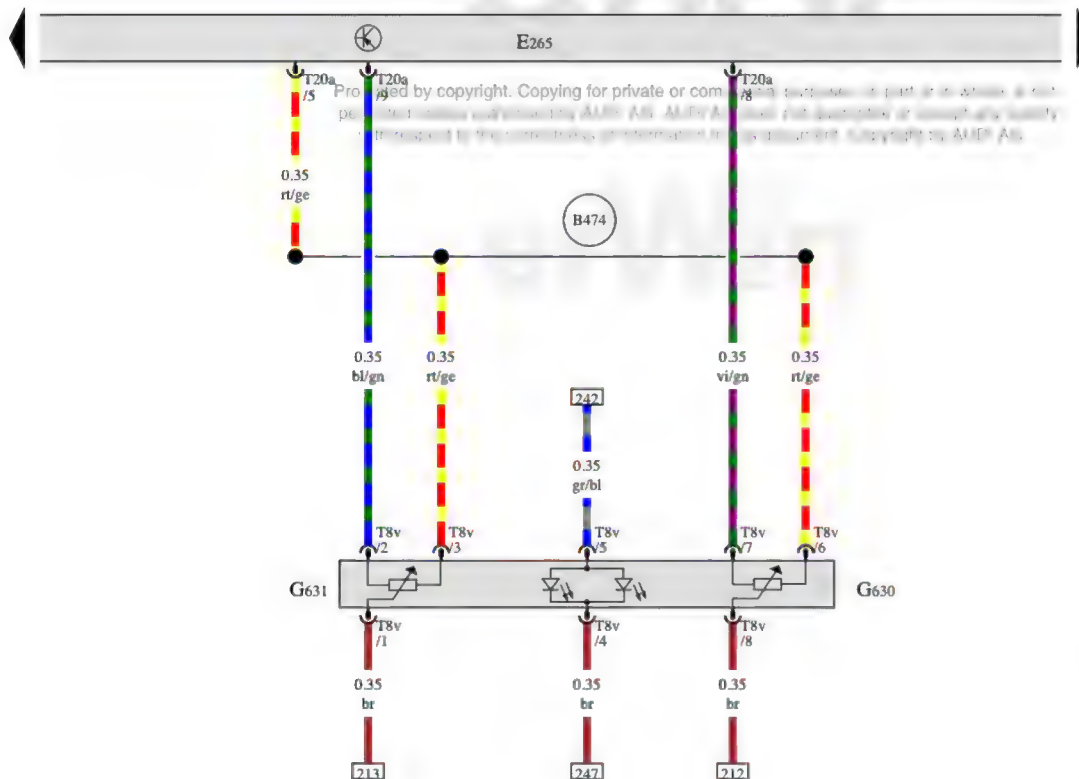 E265
T20a
/5
T20a
/9
T20a
/8
by copyright. Copying for private or
0.35
rt/ge
B474
0.35
bl/gn
0.35
rt/ge
0.35
vi/gn
0.35
rt/ge
242
0.35
gr/bl
T8v
/2
T8v
/3
T8v
/5
T8v
/7
T8v
/6
G631
G630
T8v
/1
T8v
/4
T8v
/8
0.35
br
0.35
br
0.35
br
213
247
212